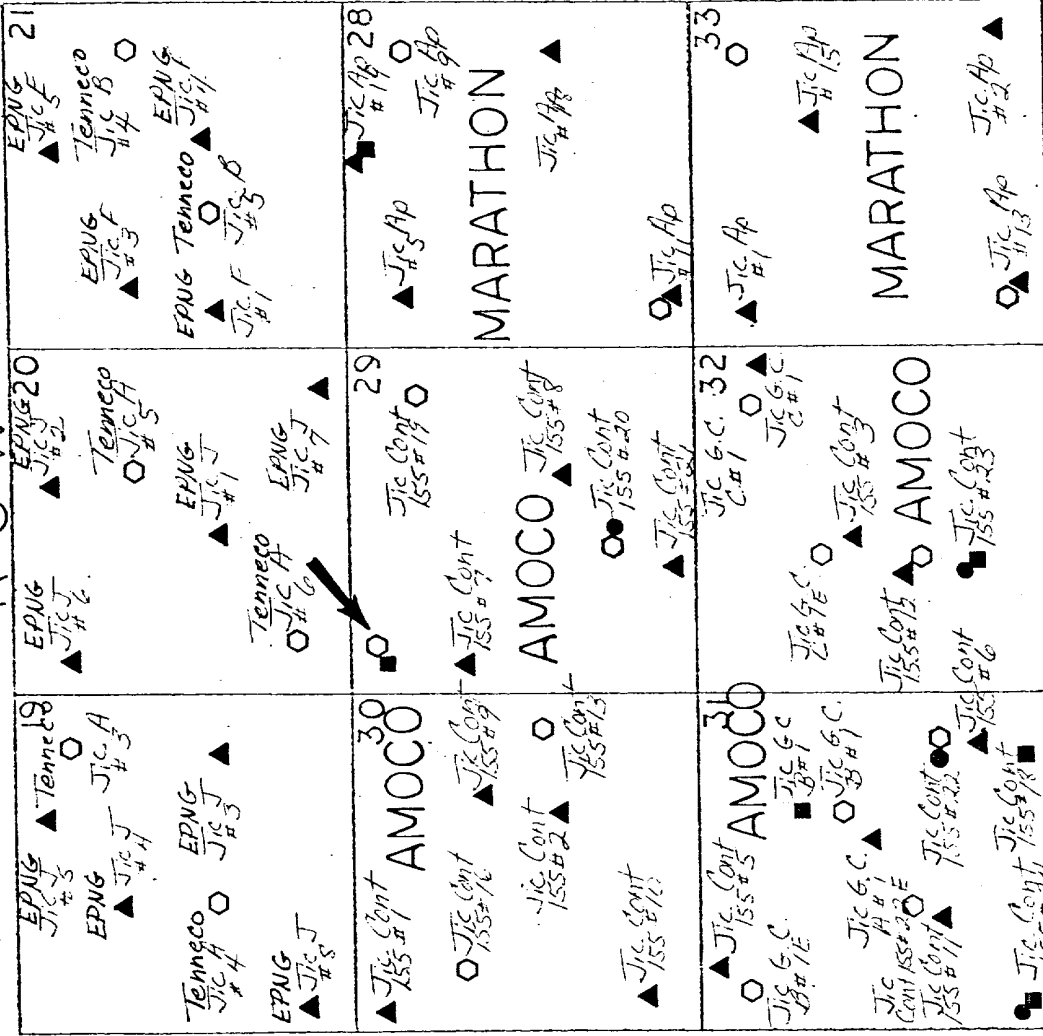 19
EPNG
Jic J
#5
Tenneco
Jic A
#3
EPNG
Jic J
#4
EPNG
Jic J
#3
Tenneco
Jic A
#4
EPNG
Jic J
#8
EPNG 20
Jic J
#2
EPNG
Jic J
#6
Tenneco
Jic A
#5
EPNG
Jic J
#1
EPNG
Jic J
#7
Tenneco
Jic A
#6
21
EPNG
Jic F
#5
Tenneco
Jic B
#4
EPNG
Jic F
#3
EPNG
Jic F
EPNG Tenneco
Jic F
#1
Jic B
#5
30
AMOCO
Jic. Cont
155 #1
Jic Cont
155 #9
Jic Cont
155 #16
Jic. Cont
155 #2
Jic Cont
155 #13
Jic Cont
155 #10
29
Jic Cont
155 #19
Jic Cont
155 #7
AMOCO
Jic. Cont
155 #8
Jic Cont
155 #20
Jic Cont
28
Jic Ap
Jic Ap
#9
Jic Ap
#5
MARATHON
Jic Ap
#8
Jic Ap
#11
31
AMOCO
Jic. Cont
155 #5
Jic G.C.
B #1E
Jic GC
B #1
Jic G.C.
B #1
Jic G.C.
A #1
Jic
Cont 155 #22E
Jic Cont
155 #11
Jic Cont
155 #22
Jic Cont
155 #18
Jic. Cont
32
Jic G.C.
C #1
Jic G.C.
C #1
Jic G.C.
C #1E
Jic Cont
155 #3
Jic Cont
155 #12
AMOCO
Jic. Cont
155 #23
Jic Cont
155 #6
33
Jic Ap
#1
Jic Ap
#15
MARATHON
Jic Ap
#2
Jic Ap
#13